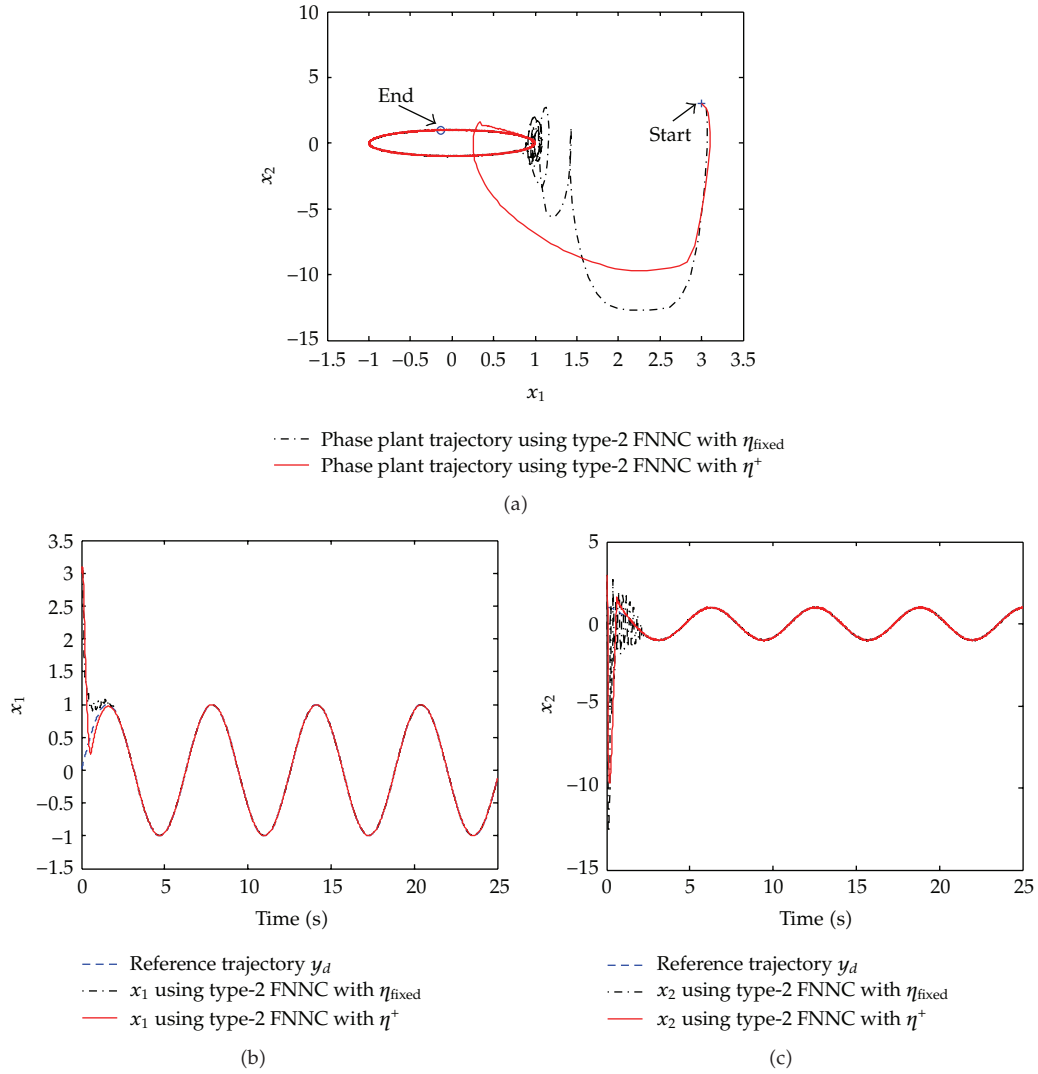 10
5
0
−5
−10
−15
x2
End
Start
−1.5 −1 −0.5 0 0.5 1 1.5 2 2.5 3 3.5
x1
Phase plant trajectory using type-2 FNNC with ηfixed
Phase plant trajectory using type-2 FNNC with η+
(a)
3.5
3
2.5
2
1.5
1
0.5
0
−0.5
−1
−1.5
x1
0 5 10 15 20 25
Time (s)
Reference trajectory yd
x1 using type-2 FNNC with ηfixed
x1 using type-2 FNNC with η+
(b)
5
0
−5
−10
−15
x2
0 5 10 15 20 25
Time (s)
Reference trajectory yd
x2 using type-2 FNNC with ηfixed
x2 using type-2 FNNC with η+
(c)